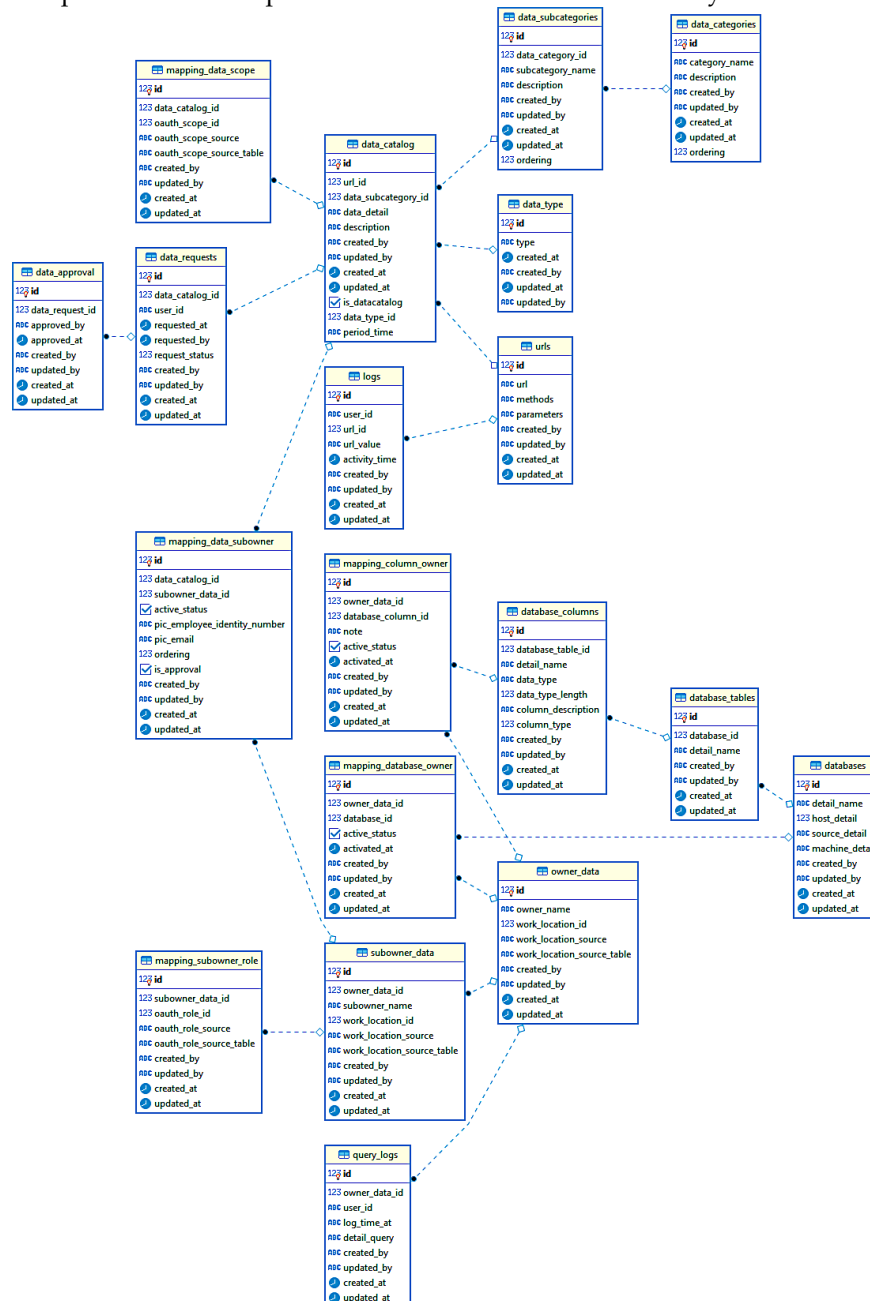 data_subcategories
123 id
123 data_category_id
ABC subcategory_name
ABC description
ABC created_by
ABC updated_by
created_at
updated_at
123 ordering
data_categories
123 id
ABC category_name
ABC description
ABC created_by
ABC updated_by
created_at
updated_at
123 ordering
mapping_data_scope
123 id
123 data_catalog_id
123 oauth_scope_id
ABC oauth_scope_source
ABC oauth_scope_source_table
ABC created_by
ABC updated_by
created_at
updated_at
data_catalog
123 id
123 url_id
123 data_subcategory_id
ABC data_detail
ABC description
ABC created_by
ABC updated_by
created_at
updated_at
is_datacatalog
123 data_type_id
ABC period_time
data_type
123 id
ABC type
created_at
ABC created_by
updated_at
ABC updated_by
data_approval
123 id
123 data_request_id
ABC approved_by
approved_at
ABC created_by
ABC updated_by
created_at
updated_at
data_requests
123 id
123 data_catalog_id
ABC user_id
requested_at
requested_by
123 request_status
ABC created_by
ABC updated_by
created_at
updated_at
urls
123 id
ABC url
ABC methods
ABC parameters
ABC created_by
ABC updated_by
created_at
updated_at
logs
123 id
ABC user_id
123 url_id
ABC url_value
activity_time
ABC created_by
ABC updated_by
created_at
updated_at
mapping_data_subowner
123 id
123 data_catalog_id
123 subowner_data_id
active_status
ABC pic_employee_identity_number
ABC pic_email
123 ordering
is_approval
ABC created_by
ABC updated_by
created_at
updated_at
mapping_column_owner
123 id
123 owner_data_id
123 database_column_id
ABC note
active_status
activated_at
ABC created_by
ABC updated_by
created_at
updated_at
database_columns
123 id
123 database_table_id
ABC detail_name
ABC data_type
123 data_type_length
ABC column_description
123 column_type
ABC created_by
ABC updated_by
created_at
updated_at
database_tables
123 id
123 database_id
ABC detail_name
ABC created_by
ABC updated_by
created_at
updated_at
databases
123 id
ABC detail_name
123 host_detail
ABC source_detail
ABC machine_deta
ABC created_by
ABC updated_by
created_at
updated_at
mapping_database_owner
123 id
123 owner_data_id
123 database_id
active_status
activated_at
ABC created_by
ABC updated_by
created_at
updated_at
owner_data
123 id
ABC owner_name
123 work_location_id
ABC work_location_source
ABC work_location_source_table
ABC created_by
ABC updated_by
created_at
updated_at
mapping_subowner_role
123 id
123 subowner_data_id
123 oauth_role_id
ABC oauth_role_source
ABC oauth_role_source_table
ABC created_by
ABC updated_by
created_at
updated_at
subowner_data
123 id
123 owner_data_id
ABC subowner_name
123 work_location_id
ABC work_location_source
ABC work_location_source_table
ABC created_by
ABC updated_by
created_at
updated_at
query_logs
123 id
123 owner_data_id
ABC user_id
ABC log_time_at
ABC detail_query
ABC created_by
ABC updated_by
created_at
updated_at